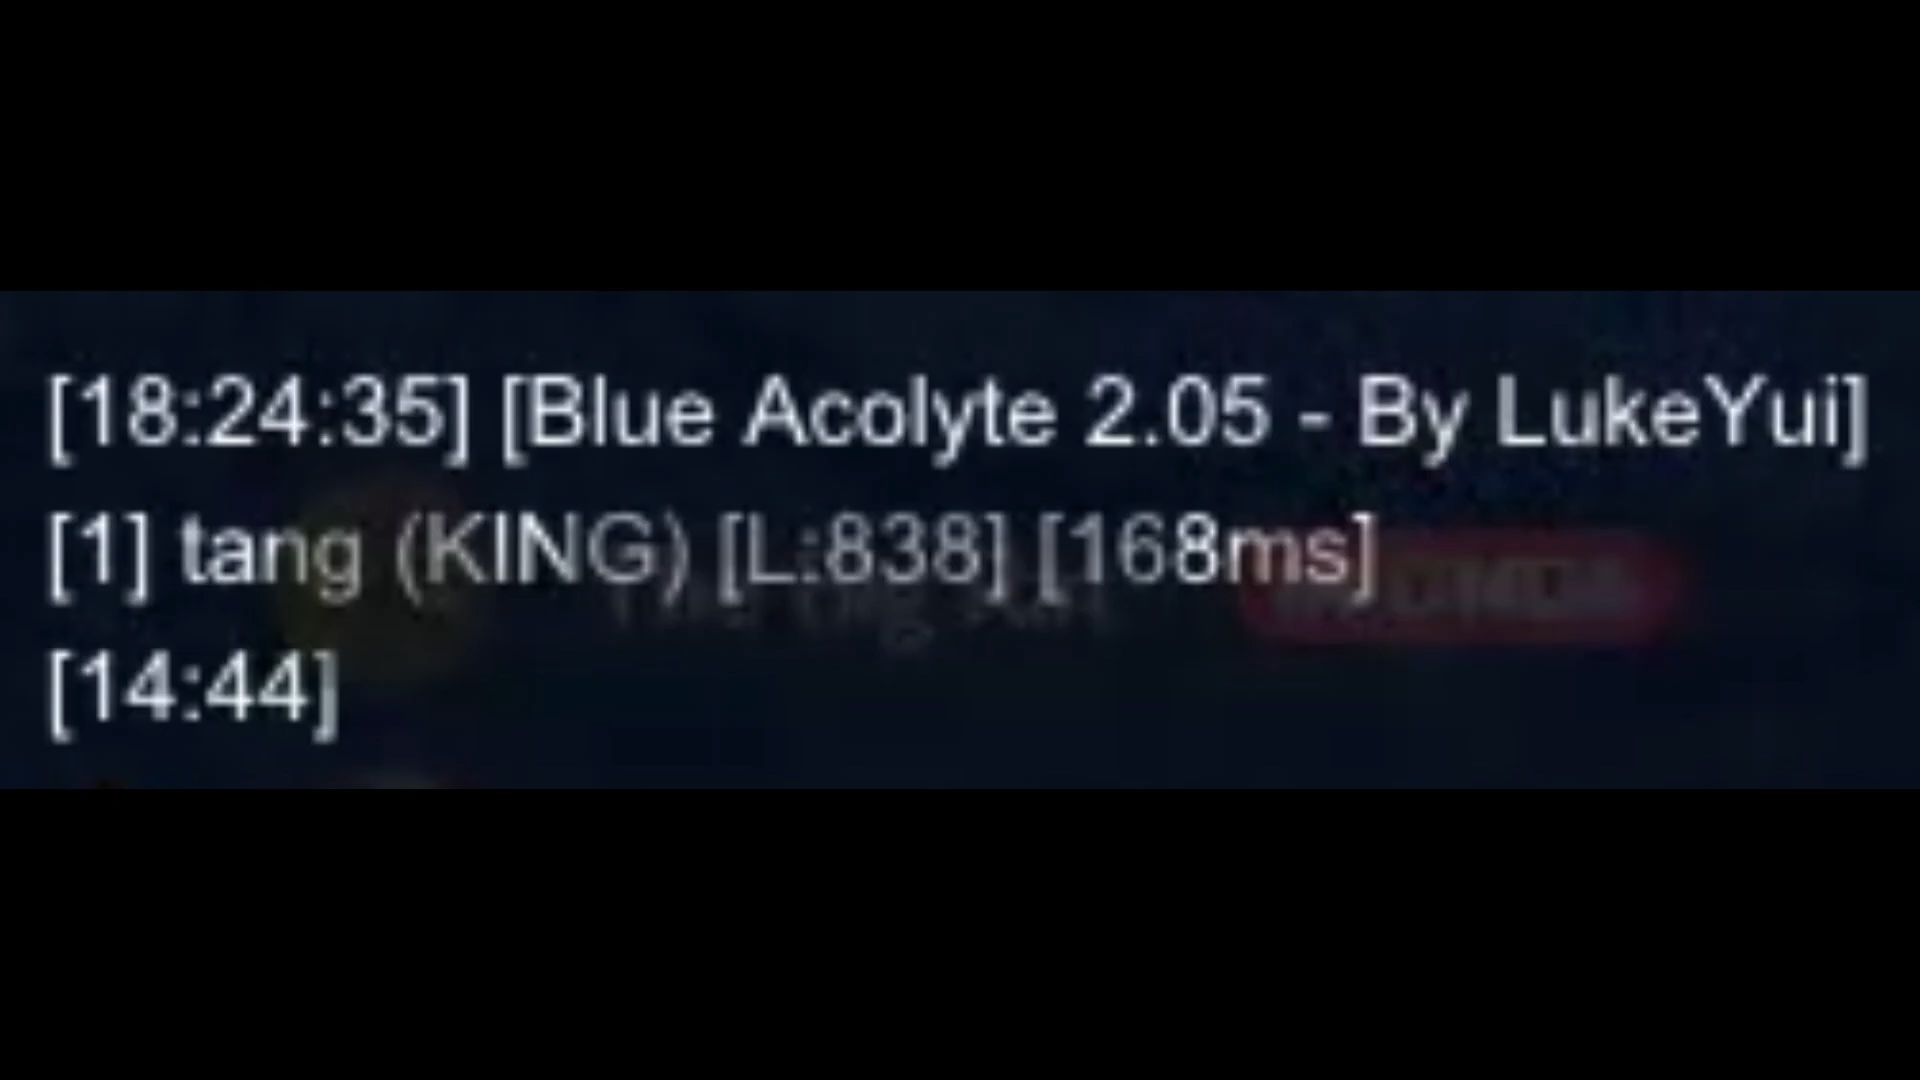 [18:24:35] [Blue Acolyte 2.05 - By LukeYui]
[1] tang (KING) [L:838] [168ms]
[14:44]